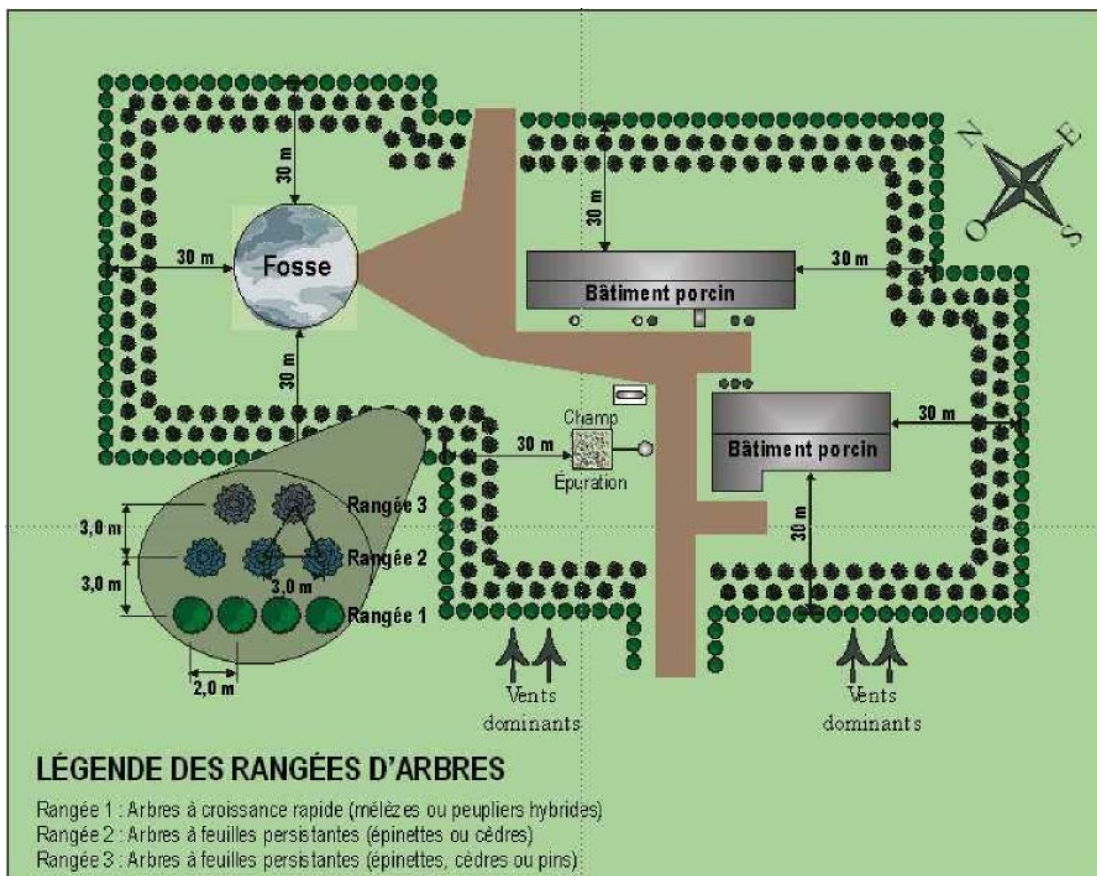 N
E
O
S
30 m
30 m
30 m
Fosse
30 m
Bâtiment porcin
30 m
30 m
Champ
30 m
Épuration
Bâtiment porcin
30 m
30 m
Rangée 3
3,0 m
Rangée 2
3,0 m
3,0 m
Rangée 1
2,0 m
Vents
dominants
Vents
dominants
LÉGENDE DES RANGÉES D'ARBRES
Rangée 1 : Arbres à croissance rapide (mélèzes ou peupliers hybrides)
Rangée 2 : Arbres à feuilles persistantes (épinettes ou cèdres)
Rangée 3 : Arbres à feuilles persistantes (épinettes, cèdres ou pins)